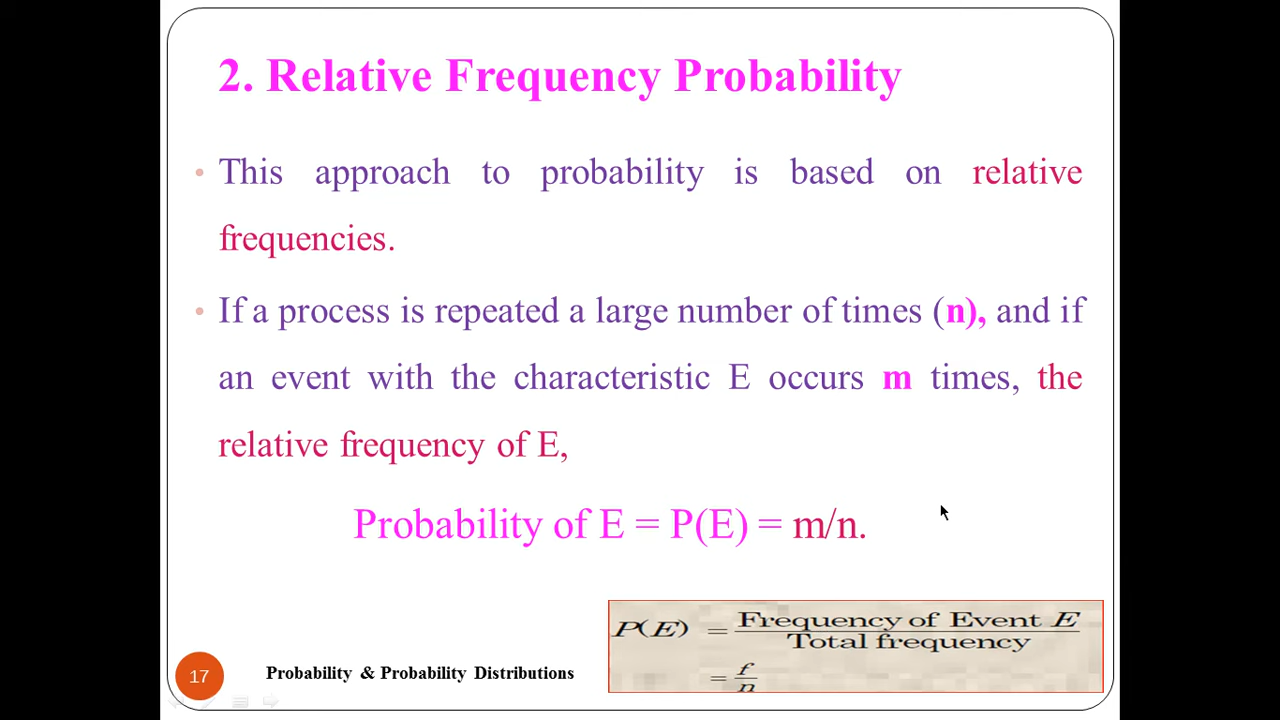 2. Relative Frequency Probability
• This approach to probability is based on relative
frequencies.
• If a process is repeated a large number of times (n), and if
an event with the characteristic E occurs m times, the
relative frequency of E,
Probability of E = P(E) = m/n.
P(E) = Frequency of Event E / Total frequency
= f/n
17 Probability & Probability Distributions